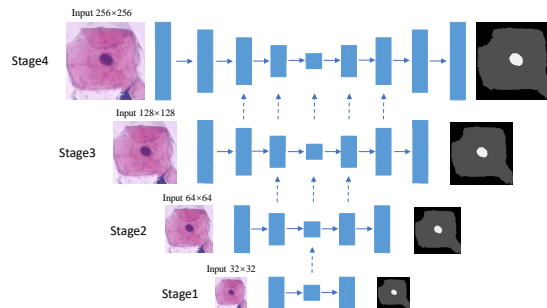 Input 256×256
Stage4
Input 128×128
Stage3
Input 64×64
Stage2
Input 32×32
Stage1